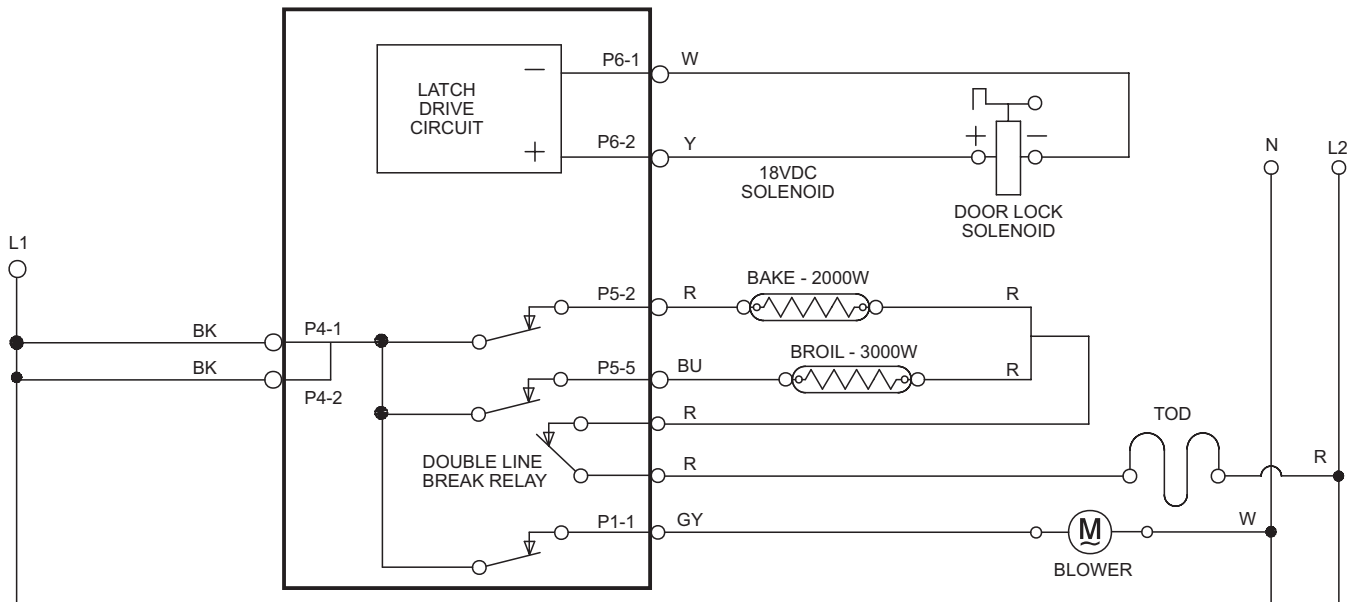 P6-1
W
LATCH
DRIVE
CIRCUIT
−
+
P6-2
Y
18VDC
SOLENOID
+
−
DOOR LOCK
SOLENOID
N
L2
L1
BK
P4-1
BK
P4-2
P5-2
R
BAKE - 2000W
R
P5-5
BU
BROIL - 3000W
R
R
DOUBLE LINE
BREAK RELAY
R
TOD
R
P1-1
GY
M
~
W
BLOWER